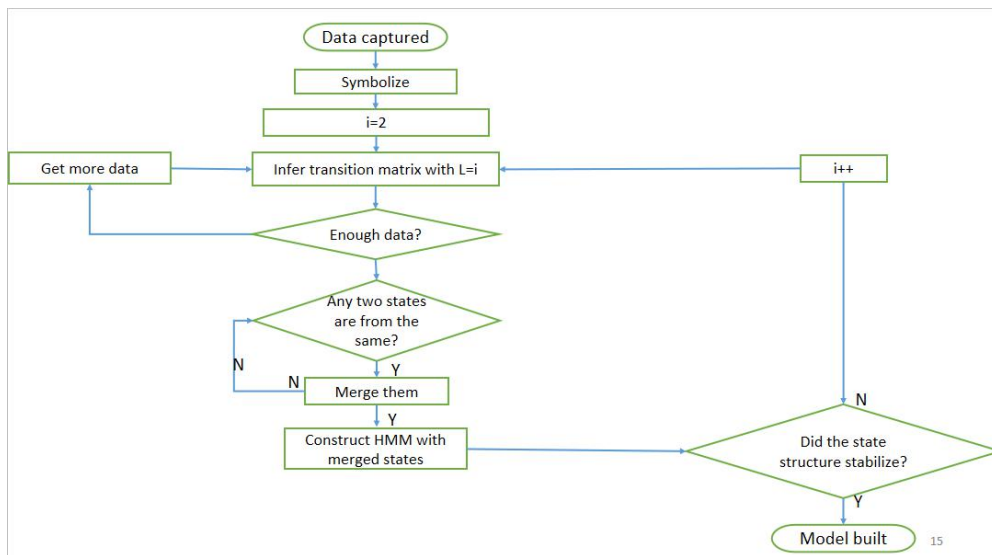 Data captured
Symbolize
i=2
Get more data
Infer transition matrix with L=i
i++
Enough data?
Any two states
are from the
same?
N
Y
N
Merge them
Y
N
Construct HMM with
merged states
Did the state
structure stabilize?
Y
Model built
15